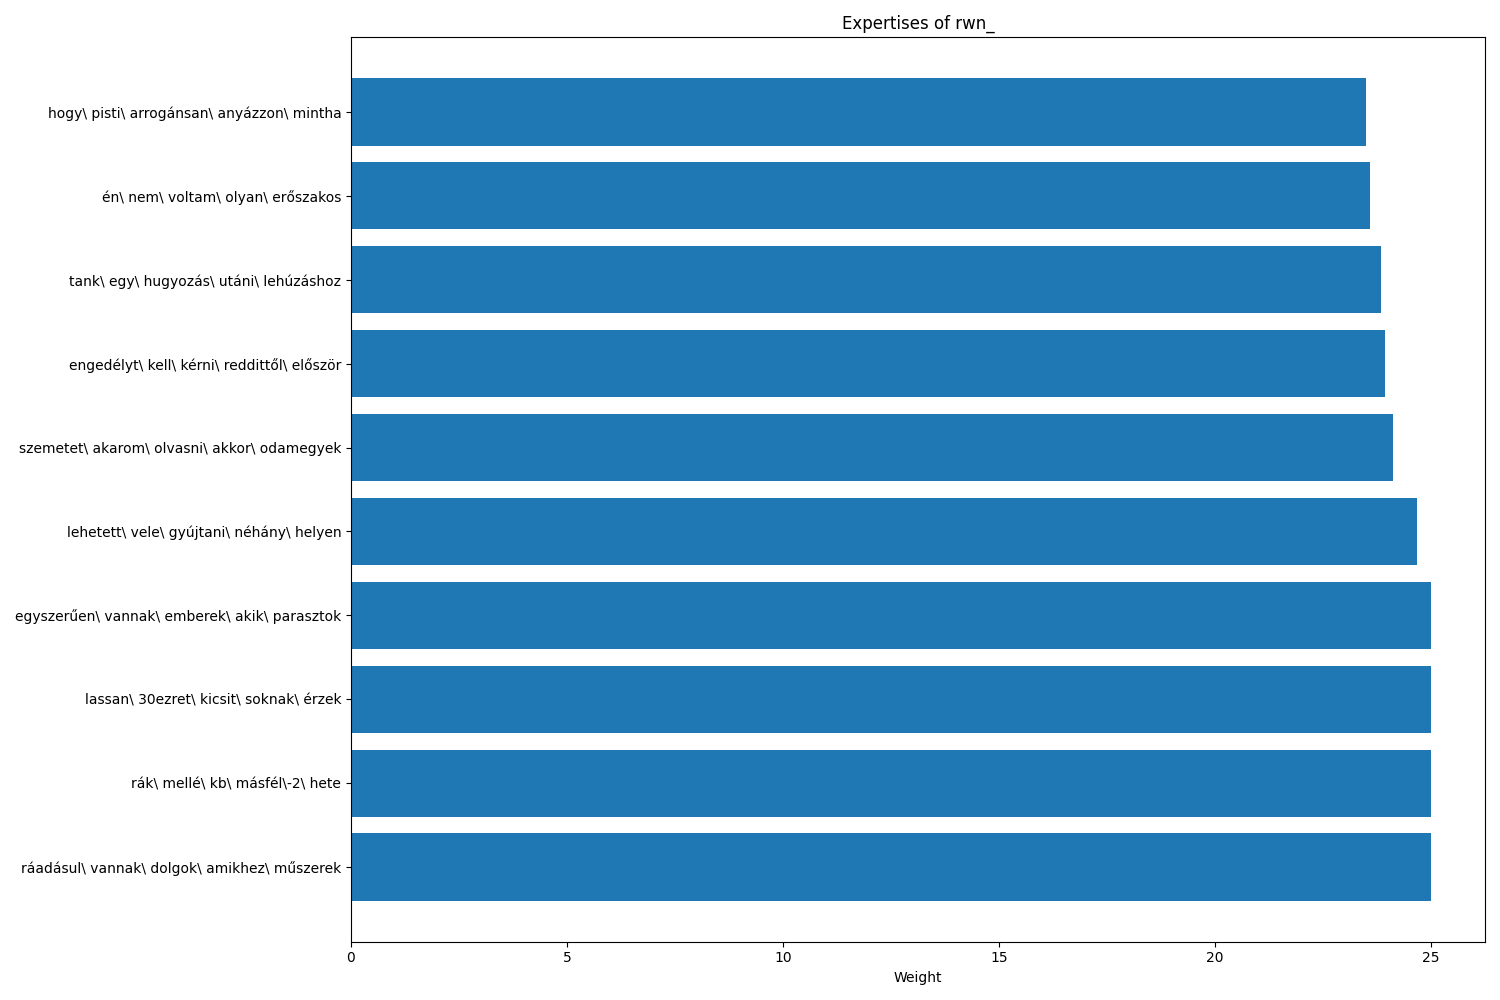 Expertises of rwn_
hogy\ pisti\ arrogánsan\ anyázzon\ mintha
én\ nem\ voltam\ olyan\ erőszakos
tank\ egy\ hugyozás\ utáni\ lehúzáshoz
engedélyt\ kell\ kérni\ reddittől\ először
szemetet\ akarom\ olvasni\ akkor\ odamegyek
lehetett\ vele\ gyújtani\ néhány\ helyen
egyszerűen\ vannak\ emberek\ akik\ parasztok
lassan\ 30ezret\ kicsit\ soknak\ érzek
rák\ mellé\ kb\ másfél\-2\ hete
ráadásul\ vannak\ dolgok\ amikhez\ műszerek
0 5 10 15 20 25
Weight